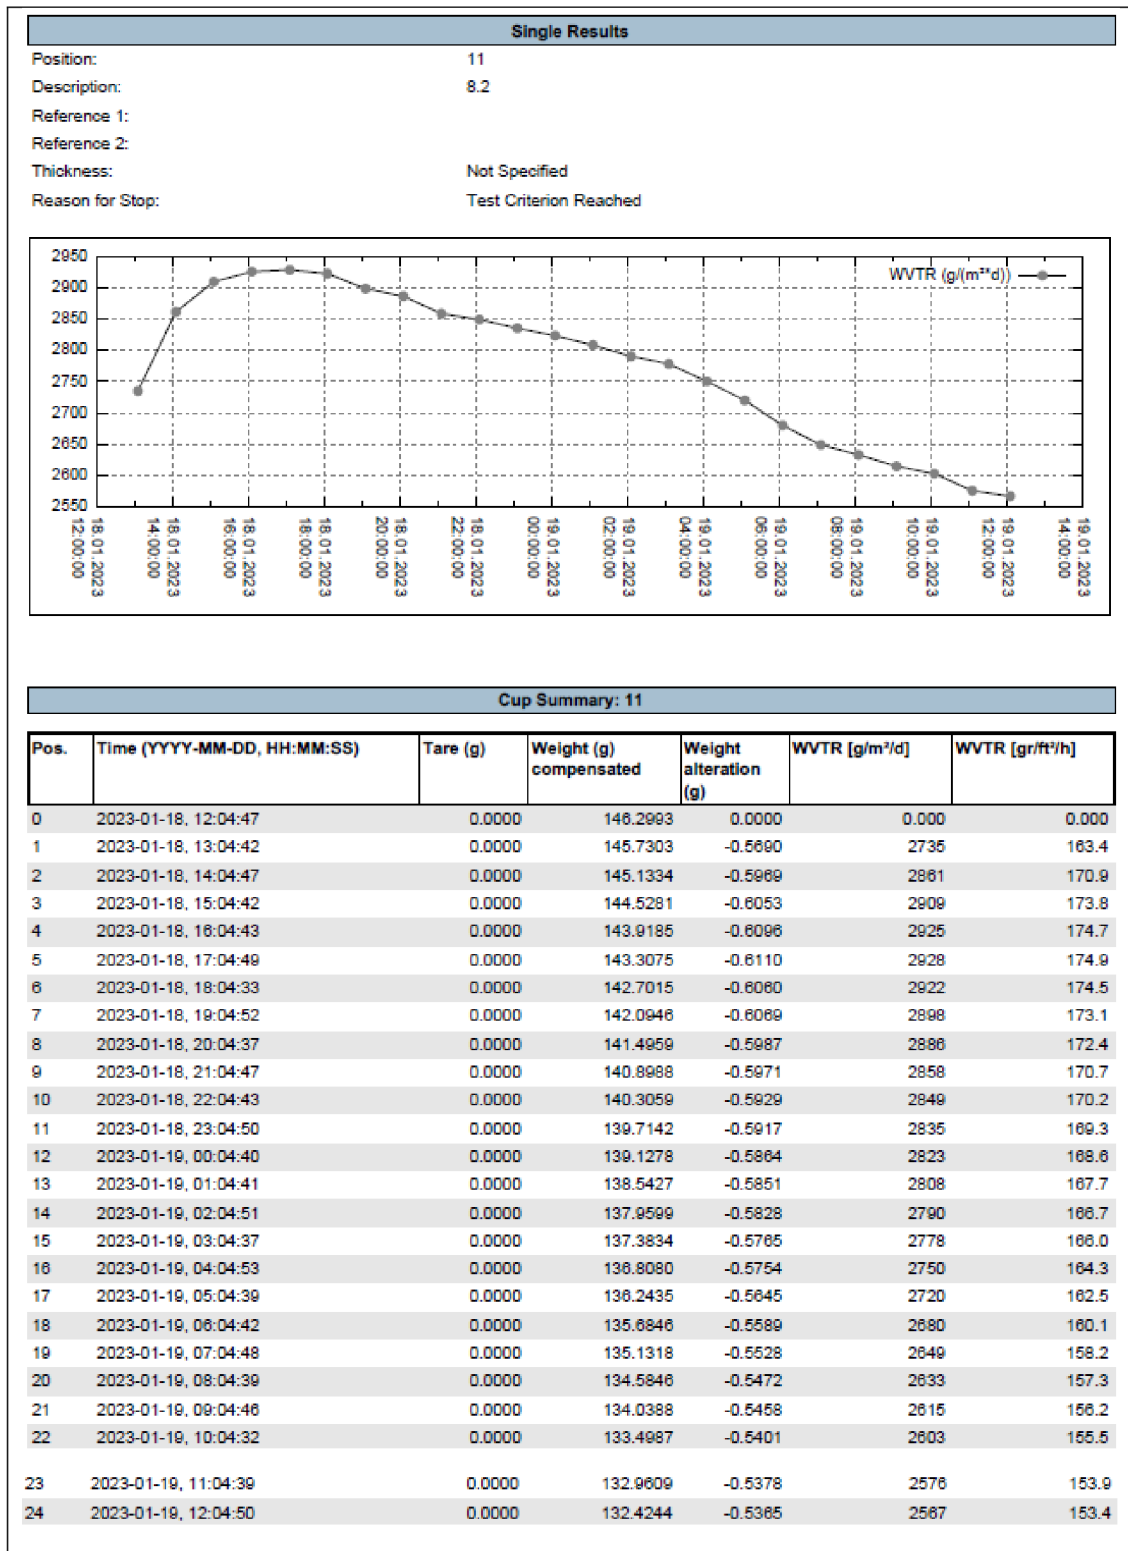 Single Results
Position: 11
Description: 8.2
Reference 1:
Reference 2:
Thickness: Not Specified
Reason for Stop: Test Criterion Reached
WVTR (g/(m²*d))
2950
2900
2850
2800
2750
2700
2650
2600
2550
18.01.2023 12:00:00
18.01.2023 14:00:00
18.01.2023 16:00:00
18.01.2023 18:00:00
18.01.2023 20:00:00
18.01.2023 22:00:00
19.01.2023 00:00:00
19.01.2023 02:00:00
19.01.2023 04:00:00
19.01.2023 06:00:00
19.01.2023 08:00:00
19.01.2023 10:00:00
19.01.2023 12:00:00
19.01.2023 14:00:00
Cup Summary: 11
Pos. Time (YYYY-MM-DD, HH:MM:SS) Tare (g) Weight (g) compensated Weight alteration (g) WVTR [g/m²/d] WVTR [gr/ft²/h]
0 2023-01-18, 12:04:47 0.0000 146.2993 0.0000 0.000 0.000
1 2023-01-18, 13:04:42 0.0000 145.7303 -0.5690 2735 163.4
2 2023-01-18, 14:04:47 0.0000 145.1334 -0.5969 2861 170.9
3 2023-01-18, 15:04:42 0.0000 144.5281 -0.6053 2909 173.8
4 2023-01-18, 16:04:43 0.0000 143.9185 -0.6096 2925 174.7
5 2023-01-18, 17:04:49 0.0000 143.3075 -0.6110 2928 174.9
6 2023-01-18, 18:04:33 0.0000 142.7015 -0.6060 2922 174.5
7 2023-01-18, 19:04:52 0.0000 142.0946 -0.6069 2898 173.1
8 2023-01-18, 20:04:37 0.0000 141.4959 -0.5987 2886 172.4
9 2023-01-18, 21:04:47 0.0000 140.8988 -0.5971 2858 170.7
10 2023-01-18, 22:04:43 0.0000 140.3059 -0.5929 2849 170.2
11 2023-01-18, 23:04:50 0.0000 139.7142 -0.5917 2835 169.3
12 2023-01-19, 00:04:40 0.0000 139.1278 -0.5864 2823 168.6
13 2023-01-19, 01:04:41 0.0000 138.5427 -0.5851 2808 167.7
14 2023-01-19, 02:04:51 0.0000 137.9599 -0.5828 2790 166.7
15 2023-01-19, 03:04:37 0.0000 137.3834 -0.5765 2778 166.0
16 2023-01-19, 04:04:53 0.0000 136.8080 -0.5754 2750 164.3
17 2023-01-19, 05:04:39 0.0000 136.2435 -0.5645 2720 162.5
18 2023-01-19, 06:04:42 0.0000 135.6846 -0.5589 2680 160.1
19 2023-01-19, 07:04:48 0.0000 135.1318 -0.5528 2649 158.2
20 2023-01-19, 08:04:39 0.0000 134.5846 -0.5472 2633 157.3
21 2023-01-19, 09:04:46 0.0000 134.0388 -0.5458 2615 156.2
22 2023-01-19, 10:04:32 0.0000 133.4987 -0.5401 2603 155.5
23 2023-01-19, 11:04:39 0.0000 132.9609 -0.5378 2576 153.9
24 2023-01-19, 12:04:50 0.0000 132.4244 -0.5365 2567 153.4